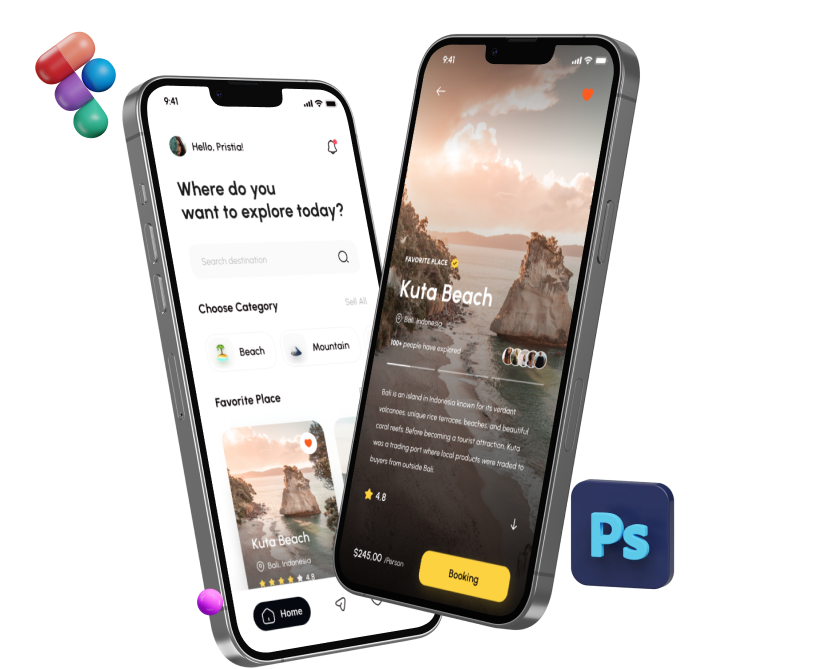 9:41
Hello, Pristia!
Where do you
want to explore today?
Search destination
Choose Category
Sell All
Beach
Mountain
Favorite Place
Kuta Beach
Bali, Indonesia
4.8
Home
9:41
FAVORITE PLACE
Kuta Beach
Bali, Indonesia
100+ people have explored
Bali is an island in Indonesia known for its verdant
volcanoes, unique rice terraces, beaches, and beautiful
coral reefs. Before becoming a tourist attraction, Kuta
was a trading port where local products were traded to
buyers from outside Bali.
4.8
$245,00 /Person
Booking
Ps